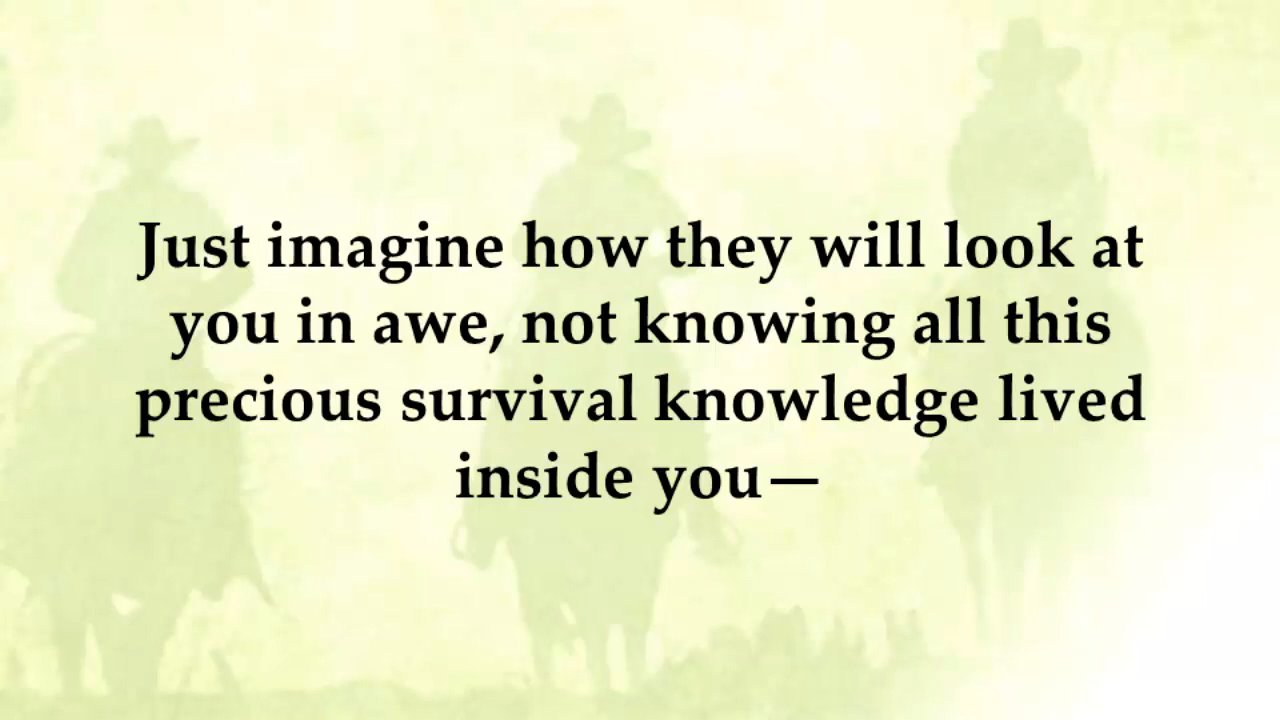 Just imagine how they will look at
you in awe, not knowing all this
precious survival knowledge lived
inside you—